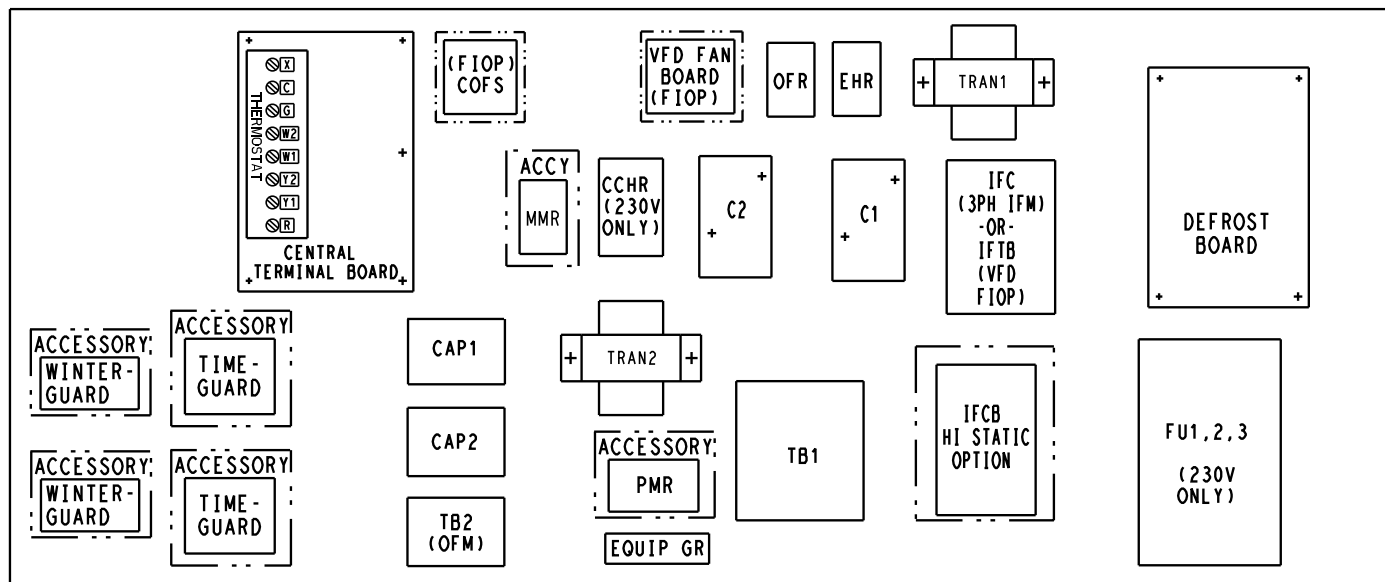 X
C
G
W2
W1
Y2
Y1
R
THERMOSTAT
CENTRAL
TERMINAL BOARD
(FIOP)
COFS
VFD FAN
BOARD
(FIOP)
OFR
EHR
TRAN1
ACCY
MMR
CCHR
(230V
ONLY)
C2
C1
IFC
(3PH IFM)
-OR-
IFTB
(VFD
FIOP)
DEFROST
BOARD
ACCESSORY
WINTER-
GUARD
ACCESSORY
TIME-
GUARD
CAP1
TRAN2
CAP2
ACCESSORY
PMR
TB1
IFCB
HI STATIC
OPTION
FU1,2,3
(230V
ONLY)
ACCESSORY
WINTER-
GUARD
ACCESSORY
TIME-
GUARD
TB2
(OFM)
EQUIP GR